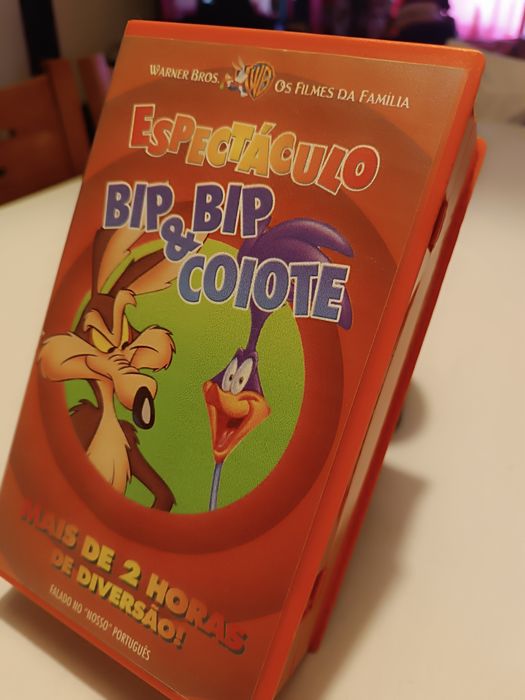 WARNER BROS. WB OS FILMES DA FAMÍLIA
ESPECTÁCULO
BIP BIP
& COIOTE
MAIS DE 2 HORAS
DE DIVERSÃO!
FALADO NO "NOSSO" PORTUGUÊS